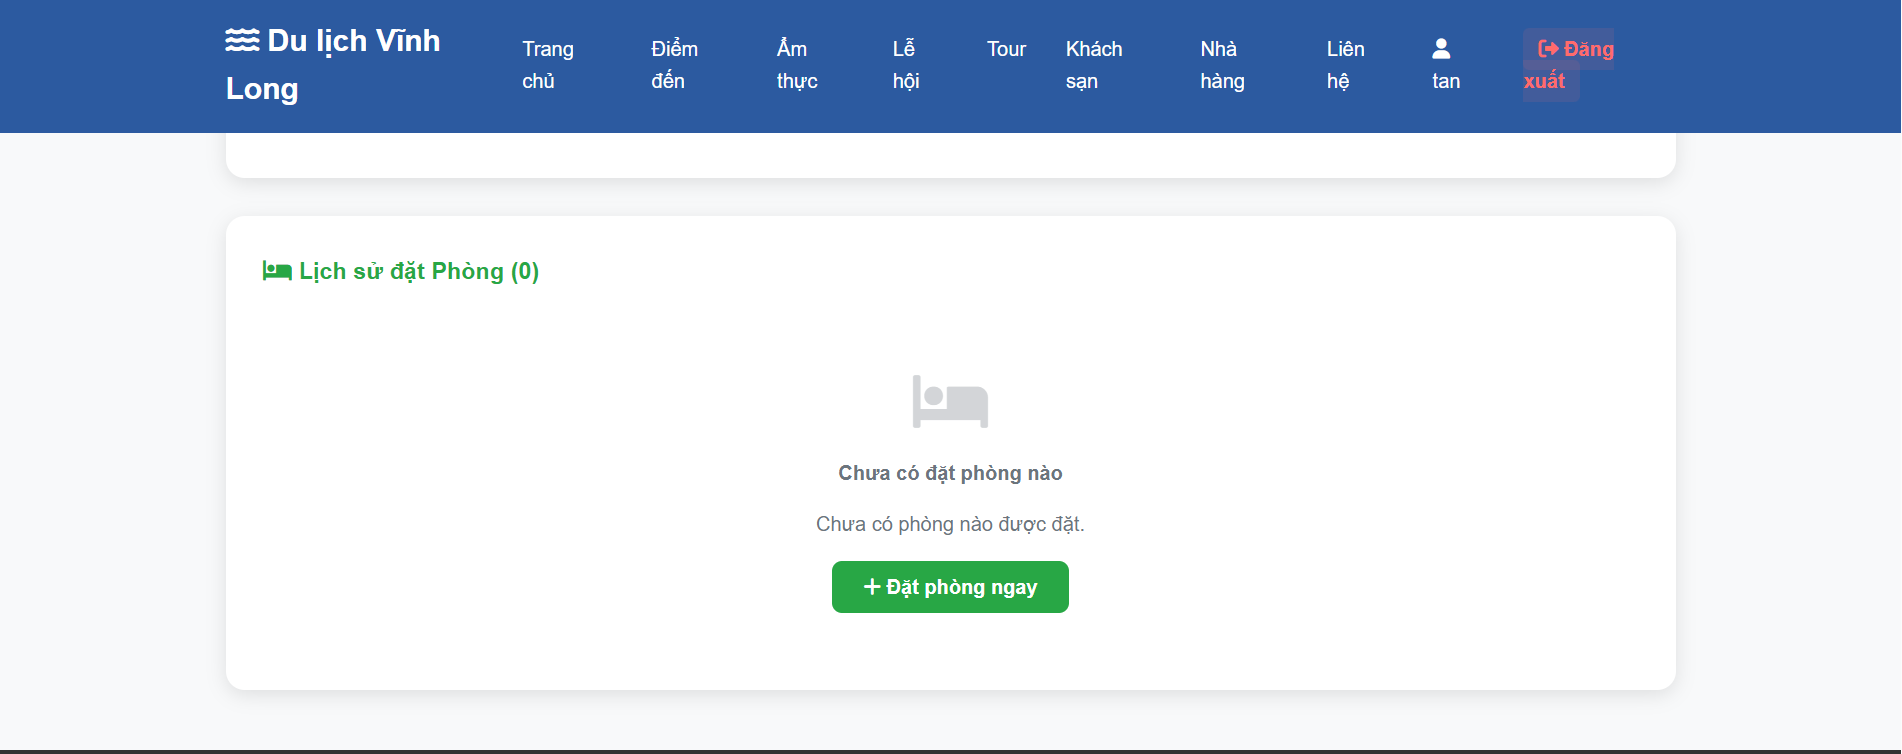 Du lịch Vĩnh
Long
Trang
chủ
Điểm
đến
Ẩm
thực
Lễ
hội
Tour
Khách
sạn
Nhà
hàng
Liên
hệ
tan
Đăng
xuất
Lịch sử đặt Phòng (0)
Chưa có đặt phòng nào
Chưa có phòng nào được đặt.
+ Đặt phòng ngay